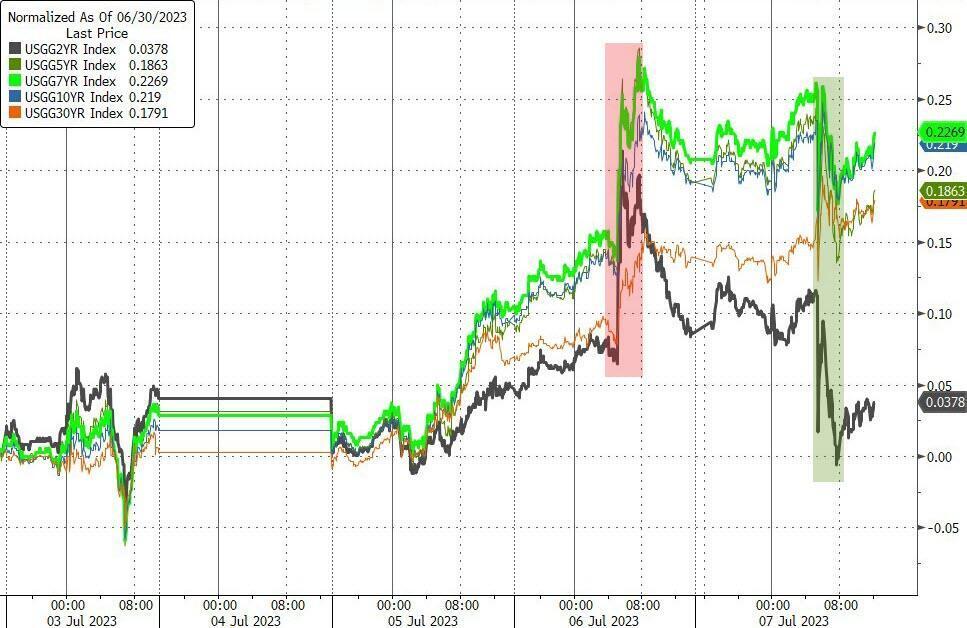 Normalized As Of 06/30/2023
Last Price
USGG2YR Index 0.0378
USGG5YR Index 0.1863
USGG7YR Index 0.2269
USGG10YR Index 0.219
USGG30YR Index 0.1791
0.30
0.25
0.2269
0.219
0.20
0.1863
0.1791
0.15
0.10
0.05
0.0378
0.00
-0.05
00:00 08:00 00:00 08:00 00:00 08:00 00:00 08:00 00:00 08:00
03 Jul 2023 04 Jul 2023 05 Jul 2023 06 Jul 2023 07 Jul 2023